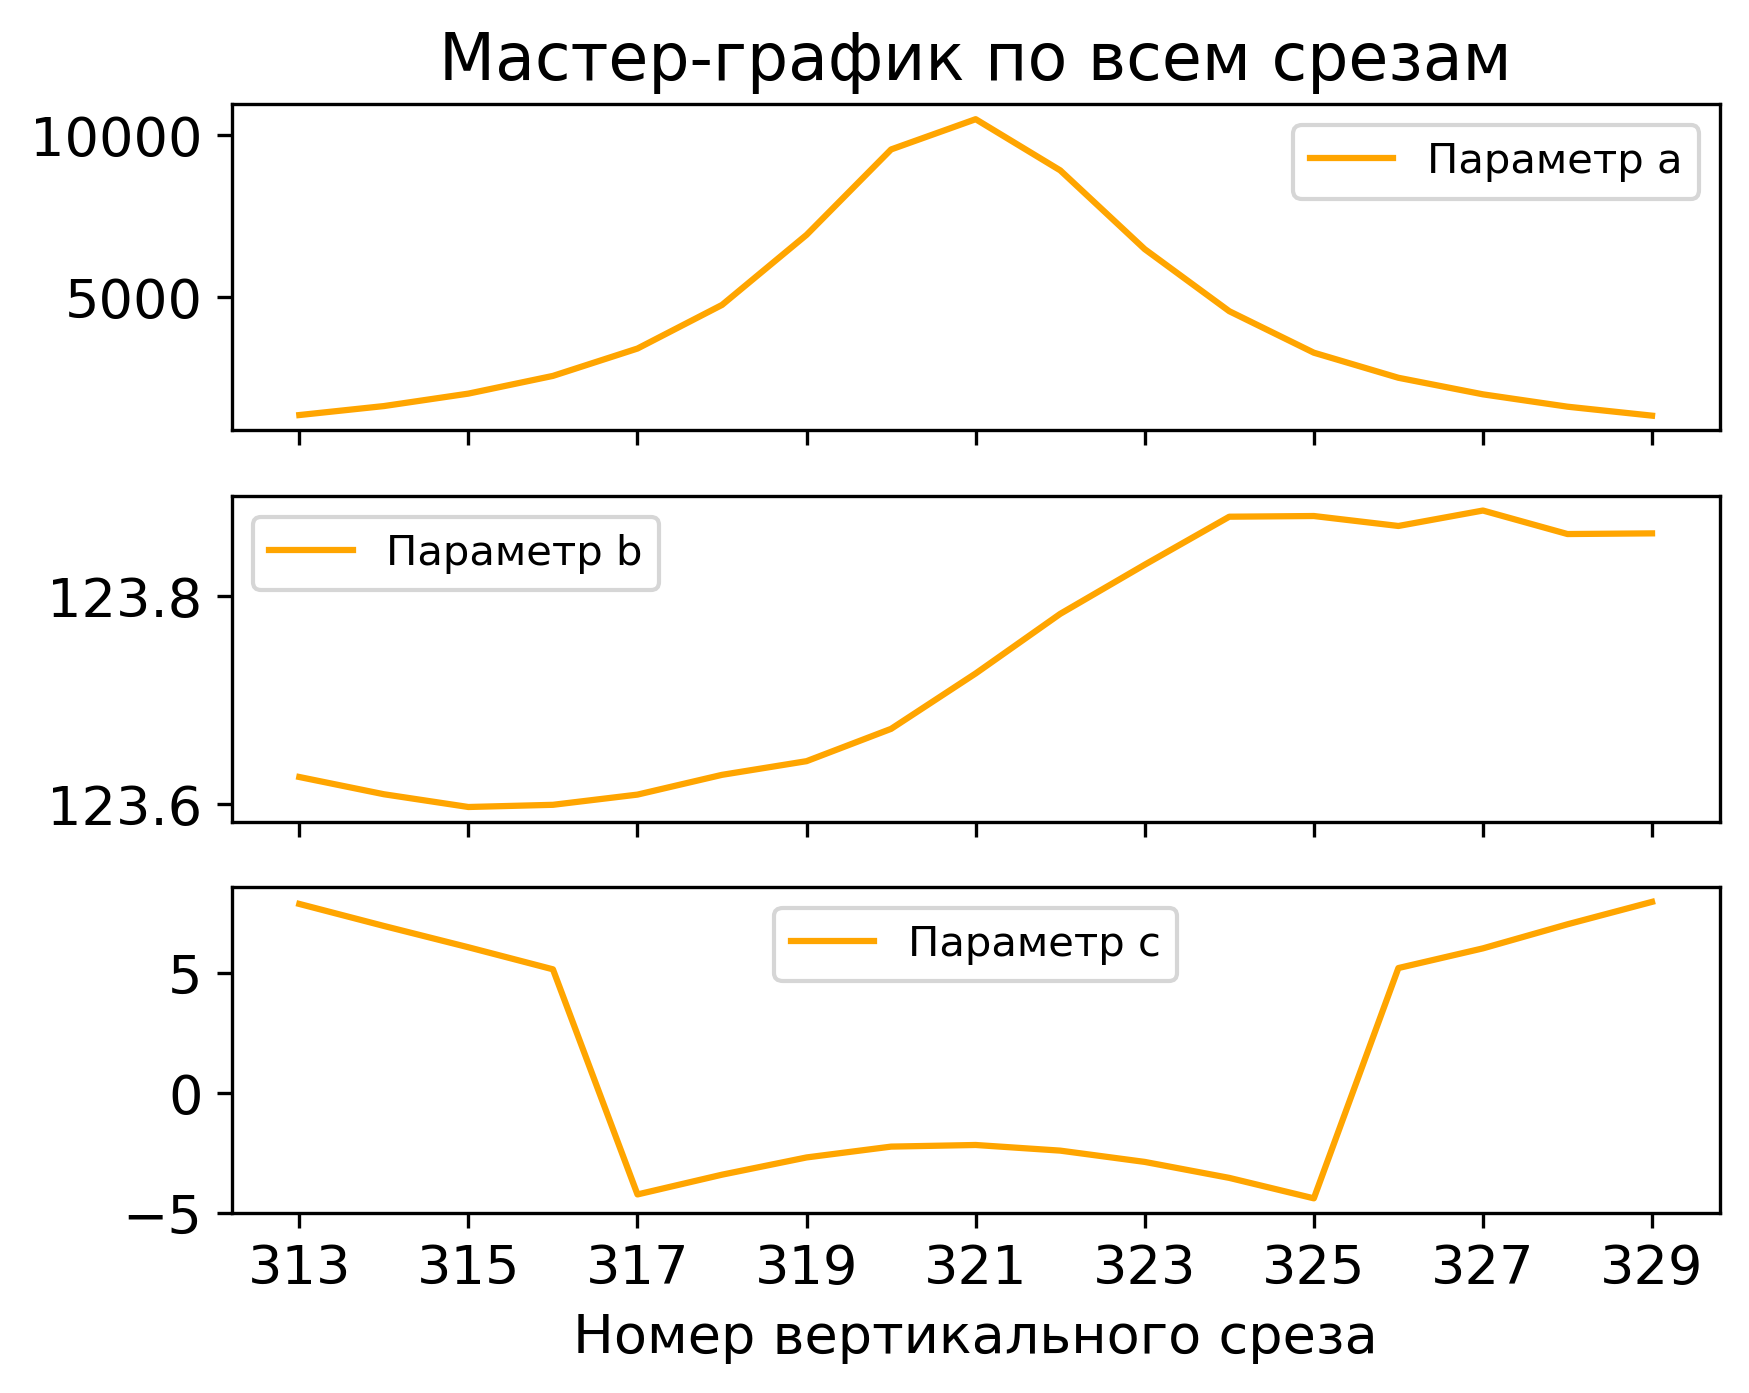 Мастер-график по всем срезам
10000
5000
Параметр a
123.8
123.6
Параметр b
5
0
−5
Параметр c
313 315 317 319 321 323 325 327 329
Номер вертикального среза